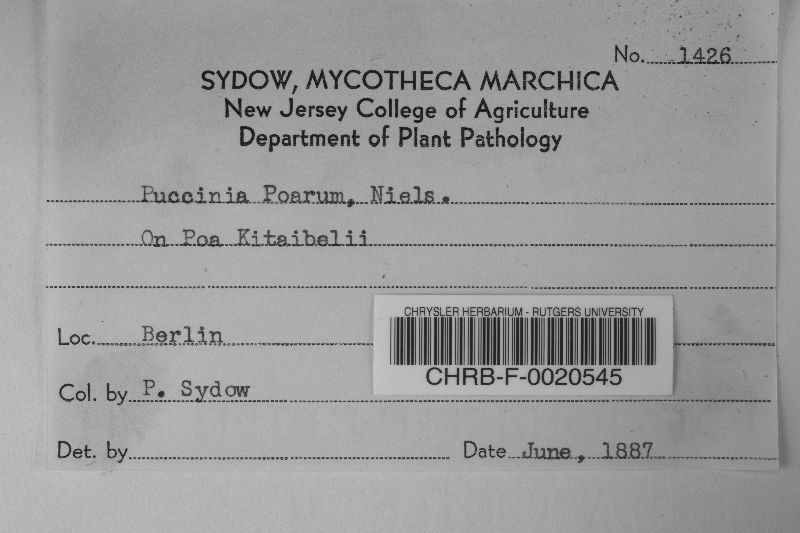 No. 1426
SYDOW, MYCOTHECA MARCHICA
New Jersey College of Agriculture
Department of Plant Pathology
Puccinia Poarum, Niels.
On Poa Kitaibelii
CHRYSLER HERBARIUM - RUTGERS UNIVERSITY
Loc. Berlin
CHRB-F-0020545
Col. by P. Sydow
Det. by
Date June, 1887